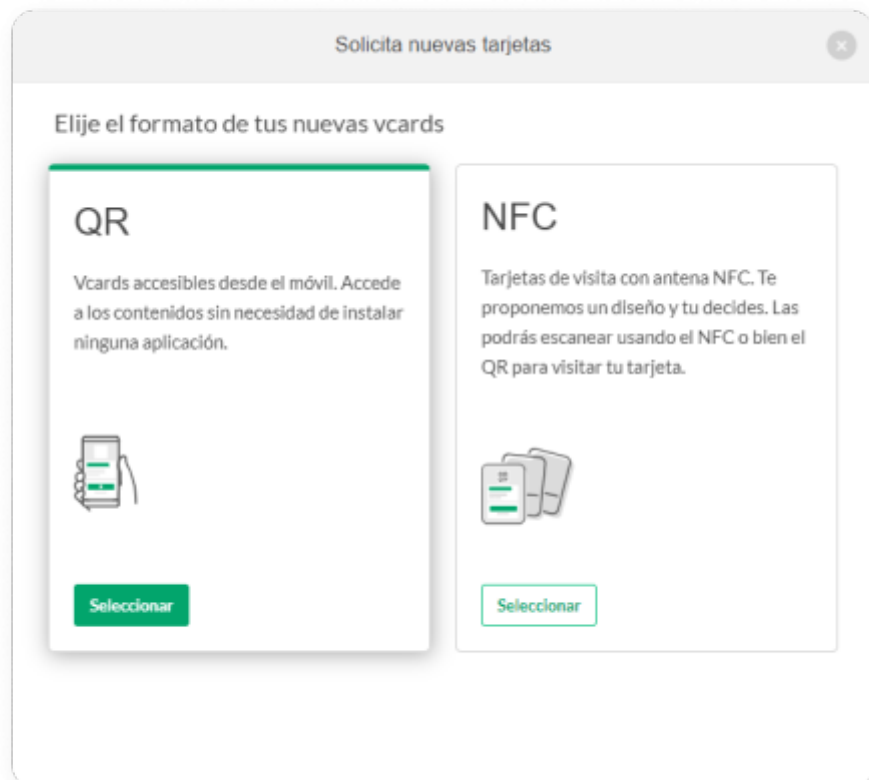 Solicita nuevas tarjetas
Elije el formato de tus nuevas vcards
QR
Vcards accesibles desde el móvil. Accede
a los contenidos sin necesidad de instalar
ninguna aplicación.
Seleccionar
NFC
Tarjetas de visita con antena NFC. Te
proponemos un diseño y tu decides. Las
podrás escanear usando el NFC o bien el
QR para visitar tu tarjeta.
Seleccionar